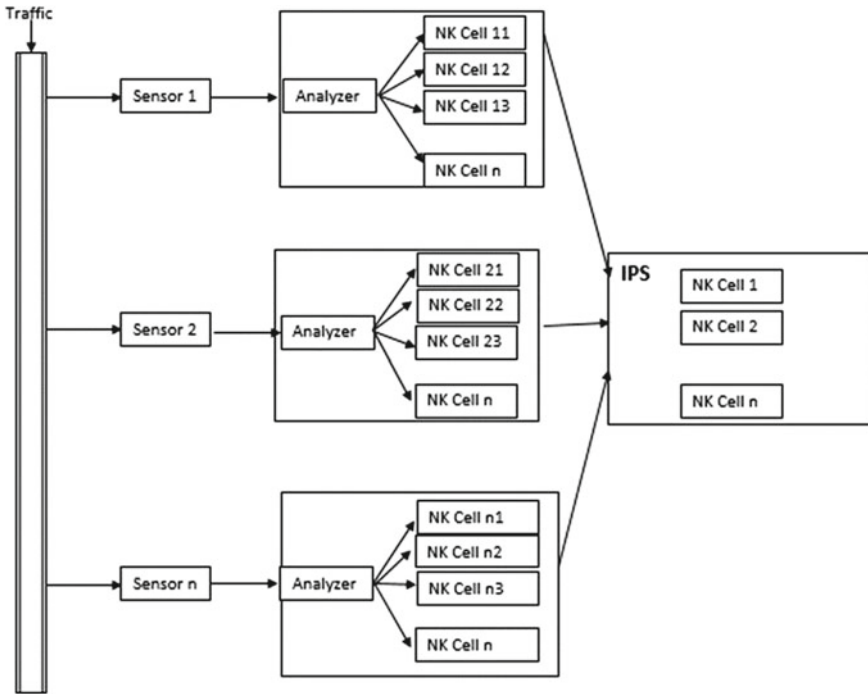 Traffic
Sensor 1
Analyzer
NK Cell 11
NK Cell 12
NK Cell 13
NK Cell n
Sensor 2
Analyzer
NK Cell 21
NK Cell 22
NK Cell 23
NK Cell n
Sensor n
Analyzer
NK Cell n1
NK Cell n2
NK Cell n3
NK Cell n
IPS
NK Cell 1
NK Cell 2
NK Cell n